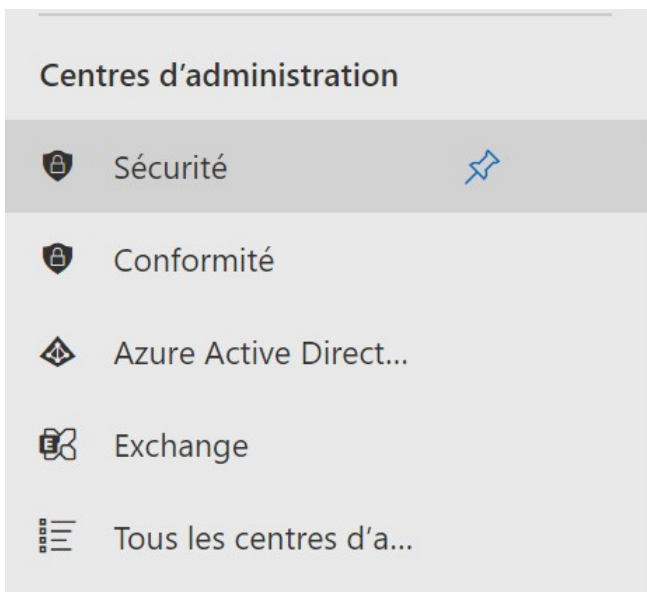 Centres d’administration
Sécurité
Conformité
Azure Active Direct...
Exchange
Tous les centres d’a...